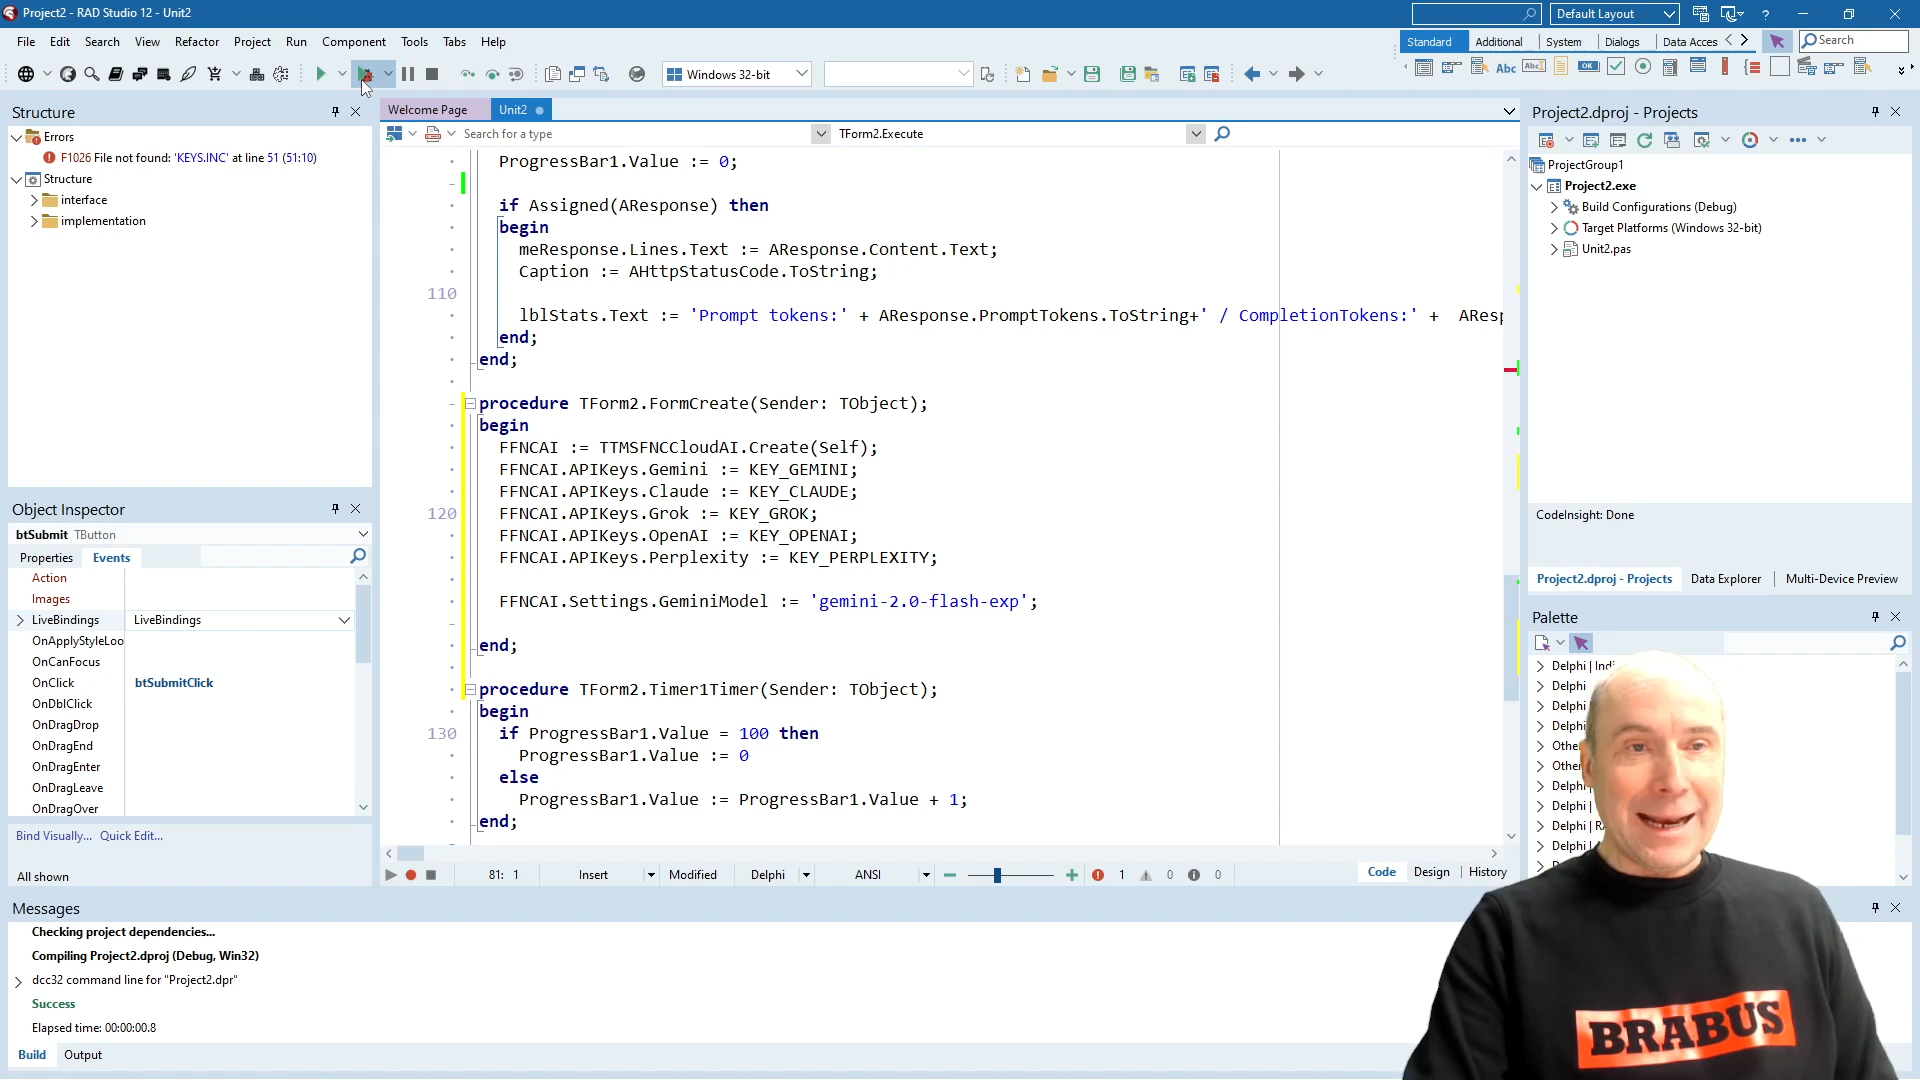 Project2 - RAD Studio 12 - Unit2
Default Layout
File Edit Search View Refactor Project Run Component Tools Tabs Help
Standard Additional System Dialogs Data Acces
Search
Windows 32-bit
Structure
Errors
F1026 File not found: 'KEYS.INC' at line 51 (51:10)
Structure
interface
implementation
Welcome Page Unit2
Search for a type
TForm2.Execute
ProgressBar1.Value := 0;
if Assigned(AResponse) then
begin
meResponse.Lines.Text := AResponse.Content.Text;
Caption := AHttpStatusCode.ToString;
110
lblStats.Text := 'Prompt tokens:' + AResponse.PromptTokens.ToString+' / CompletionTokens:' + AResp
end;
end;
procedure TForm2.FormCreate(Sender: TObject);
begin
FFNCAI := TTMSFNCCloudAI.Create(Self);
FFNCAI.APIKeys.Gemini := KEY_GEMINI;
FFNCAI.APIKeys.Claude := KEY_CLAUDE;
120 FFNCAI.APIKeys.Grok := KEY_GROK;
FFNCAI.APIKeys.OpenAI := KEY_OPENAI;
FFNCAI.APIKeys.Perplexity := KEY_PERPLEXITY;
FFNCAI.Settings.GeminiModel := 'gemini-2.0-flash-exp';
end;
procedure TForm2.Timer1Timer(Sender: TObject);
begin
130 if ProgressBar1.Value = 100 then
ProgressBar1.Value := 0
else
ProgressBar1.Value := ProgressBar1.Value + 1;
end;
81: 1 Insert Modified Delphi ANSI 1 0 0 Code Design History
Object Inspector
btSubmit TButton
Properties Events
Action
Images
LiveBindings LiveBindings
OnApplyStyleLoo
OnCanFocus
OnClick btSubmitClick
OnDblClick
OnDragDrop
OnDragEnd
OnDragEnter
OnDragLeave
OnDragOver
Bind Visually... Quick Edit...
All shown
Project2.dproj - Projects
ProjectGroup1
Project2.exe
Build Configurations (Debug)
Target Platforms (Windows 32-bit)
Unit2.pas
CodeInsight: Done
Project2.dproj - Projects Data Explorer Multi-Device Preview
Palette
Delphi | Indi
Delphi
Delphi
Delphi
Othe
Othe
Delphi |
Delphi |
Delphi | R
Delphi |
Messages
Checking project dependencies...
Compiling Project2.dproj (Debug, Win32)
dcc32 command line for "Project2.dpr"
Success
Elapsed time: 00:00:00.8
Build Output
BRABUS